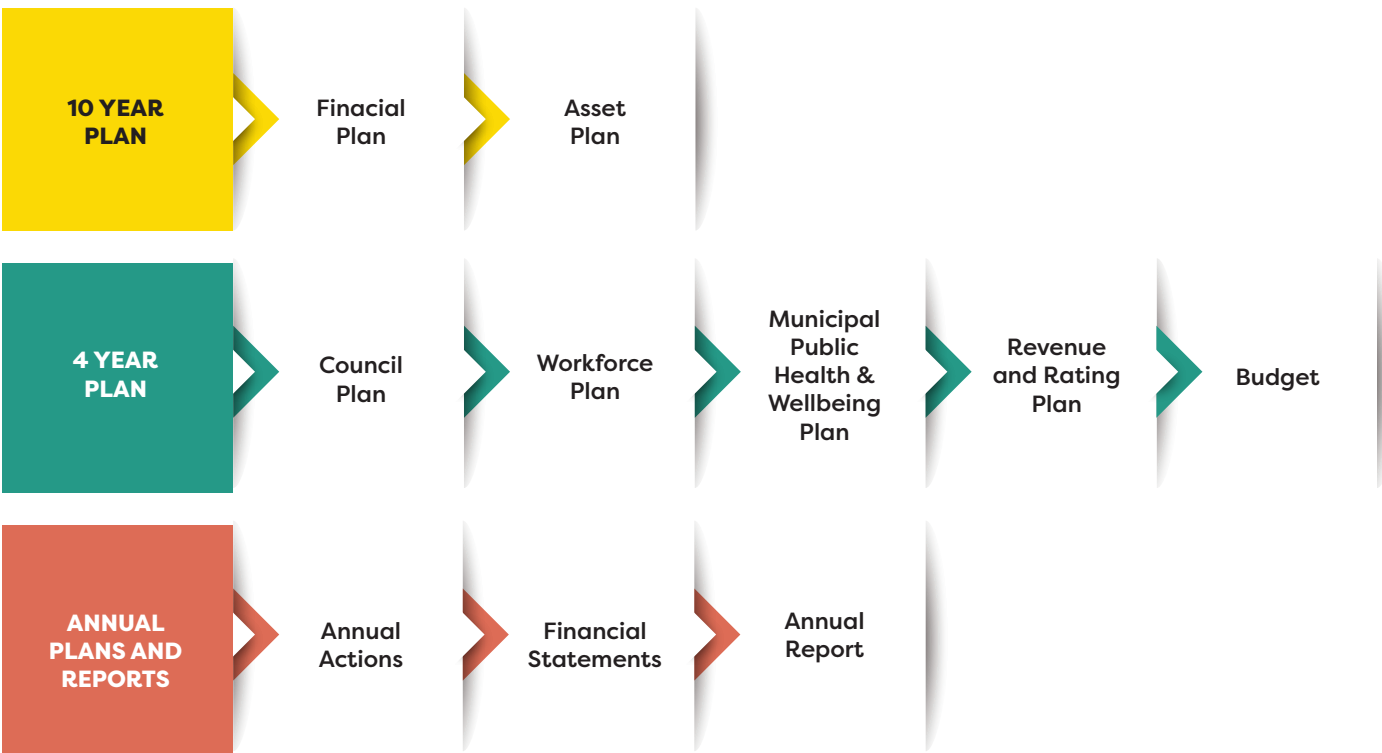 10 YEAR
PLAN
Finacial
Plan
Asset
Plan
4 YEAR
PLAN
Council
Plan
Workforce
Plan
Municipal
Public
Health &
Wellbeing
Plan
Revenue
and Rating
Plan
Budget
ANNUAL
PLANS AND
REPORTS
Annual
Actions
Financial
Statements
Annual
Report